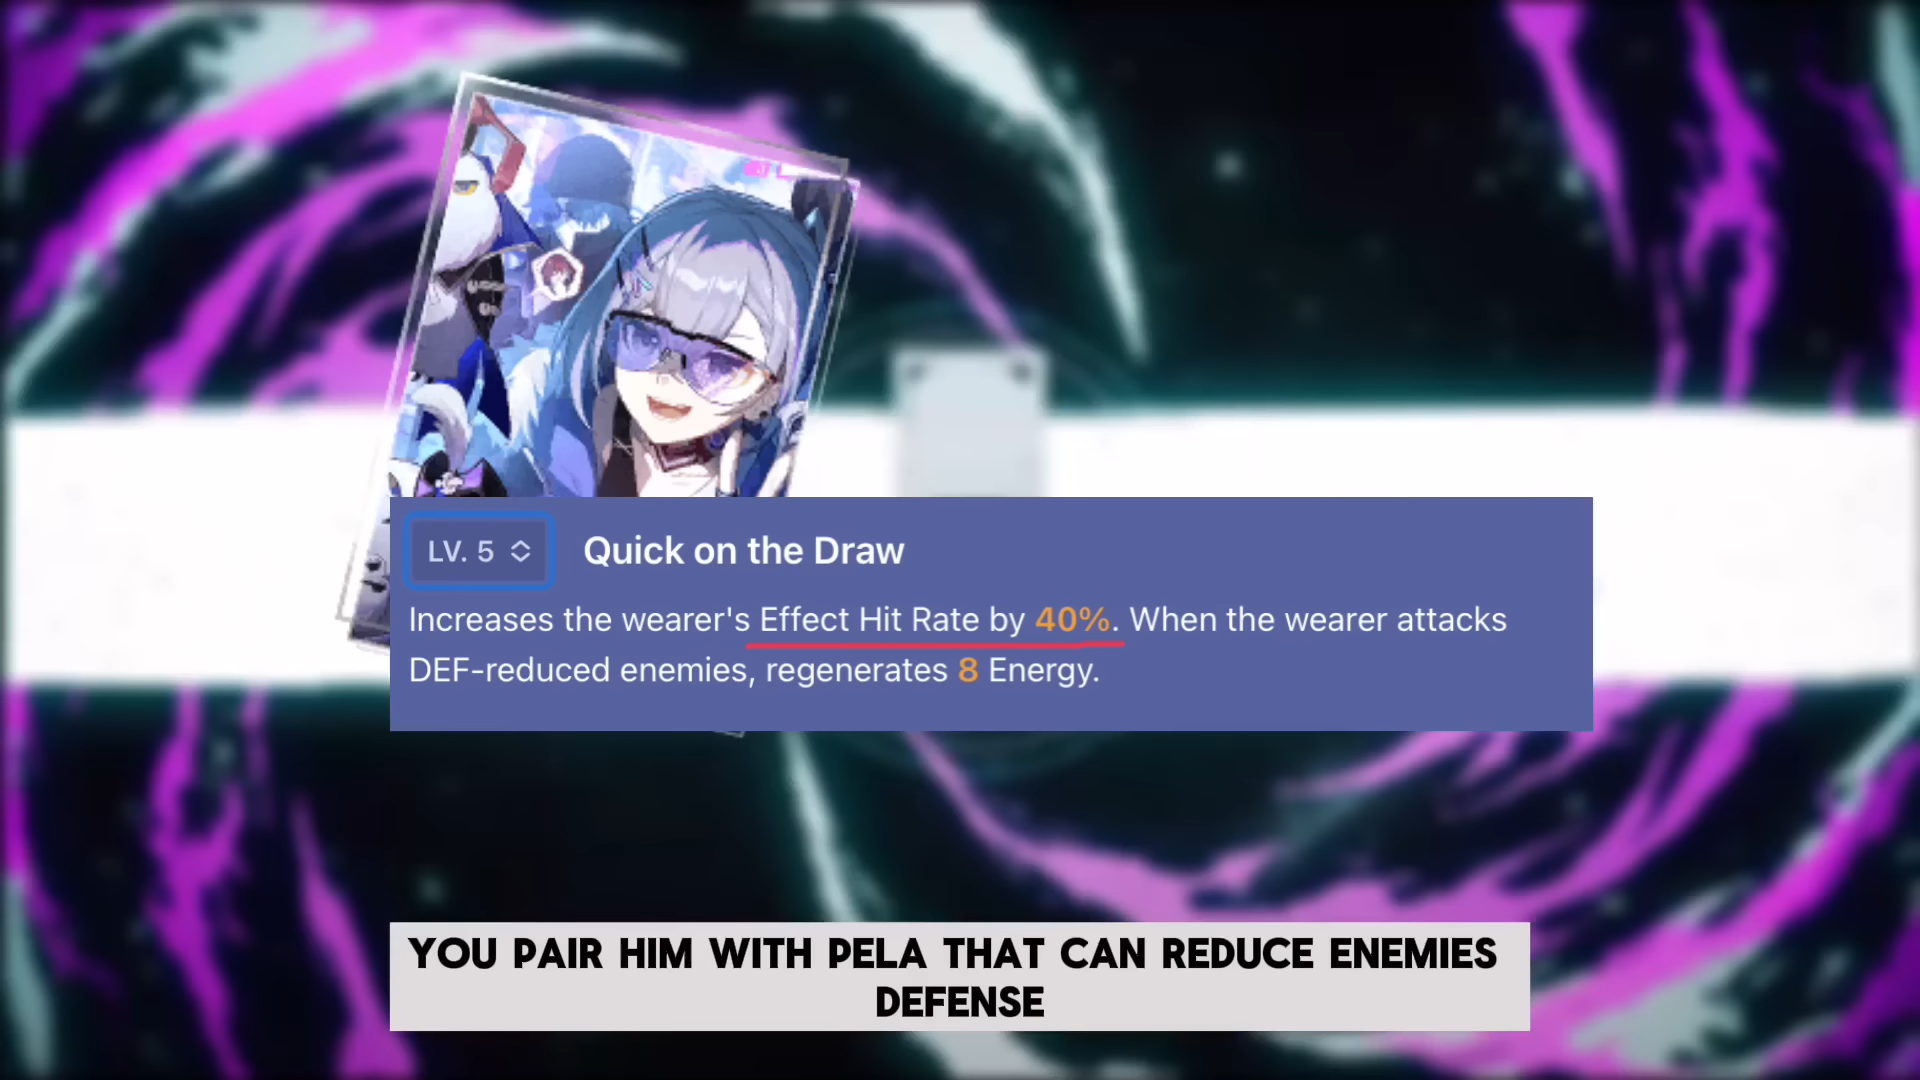 LV. 5
Quick on the Draw
Increases the wearer's Effect Hit Rate by 40%. When the wearer attacks
DEF-reduced enemies, regenerates 8 Energy.
YOU PAIR HIM WITH PELA THAT CAN REDUCE ENEMIES
DEFENSE